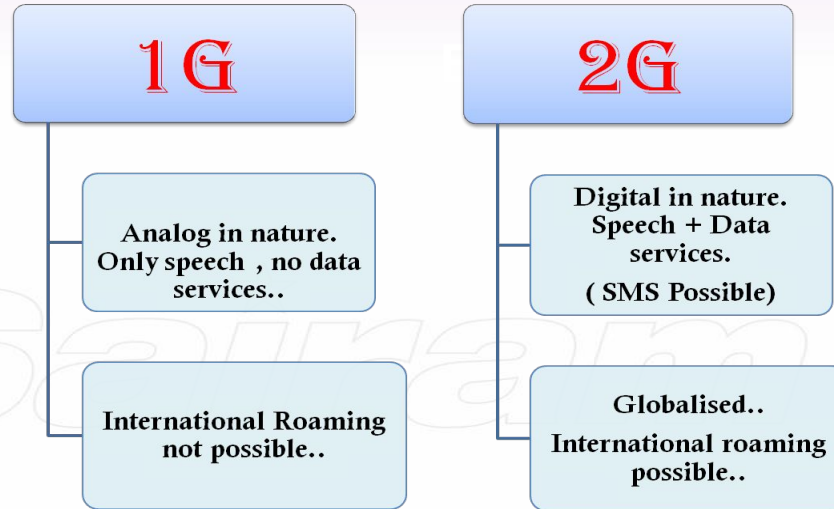 1G
Analog in nature.
Only speech , no data
services..
International Roaming
not possible..
2G
Digital in nature.
Speech + Data
services.
( SMS Possible)
Globalised..
International roaming
possible..
sairam